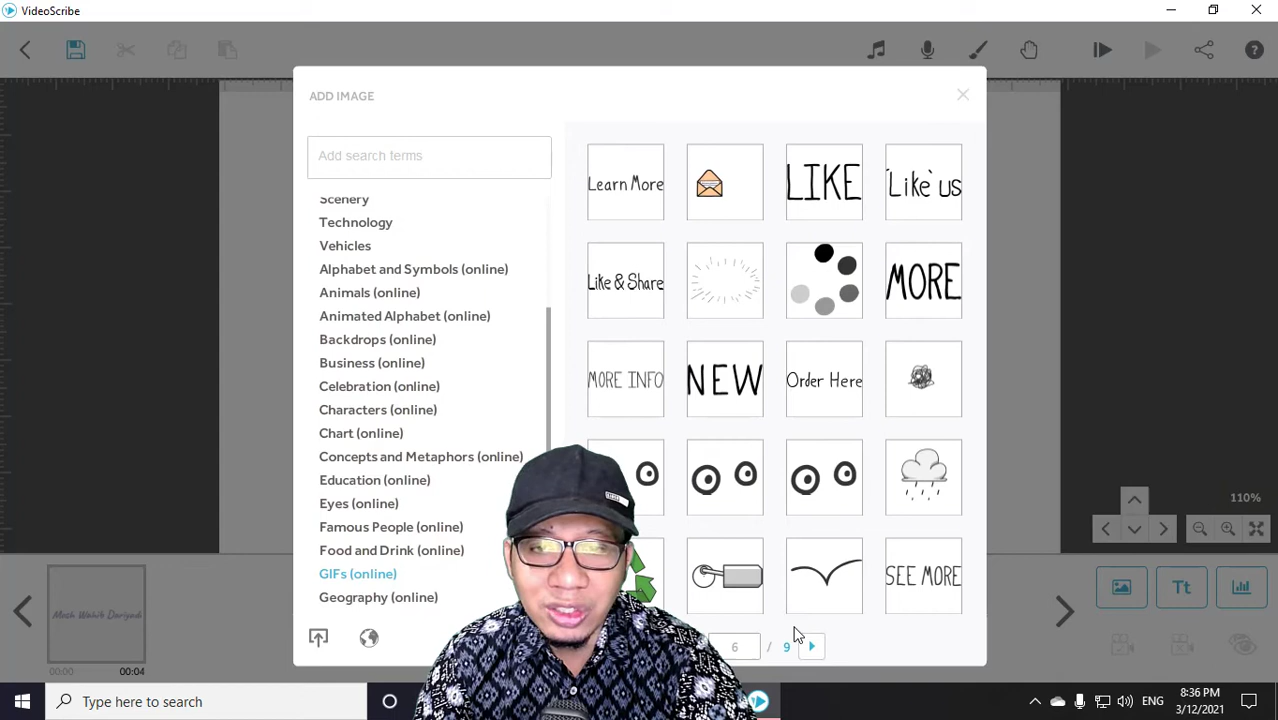 VideoScribe
ADD IMAGE
Add search terms
Scenery
Technology
Vehicles
Alphabet and Symbols (online)
Animals (online)
Animated Alphabet (online)
Backdrops (online)
Business (online)
Celebration (online)
Characters (online)
Chart (online)
Concepts and Metaphors (online)
Education (online)
Eyes (online)
Famous People (online)
Food and Drink (online)
GIFs (online)
Geography (online)
Learn More
LIKE
'Like' us
Like & Share
MORE
MORE INFO
NEW
Order Here
SEE MORE
6 / 9
110%
Tt
00:00 00:04
Type here to search
ENG
8:36 PM
3/12/2021